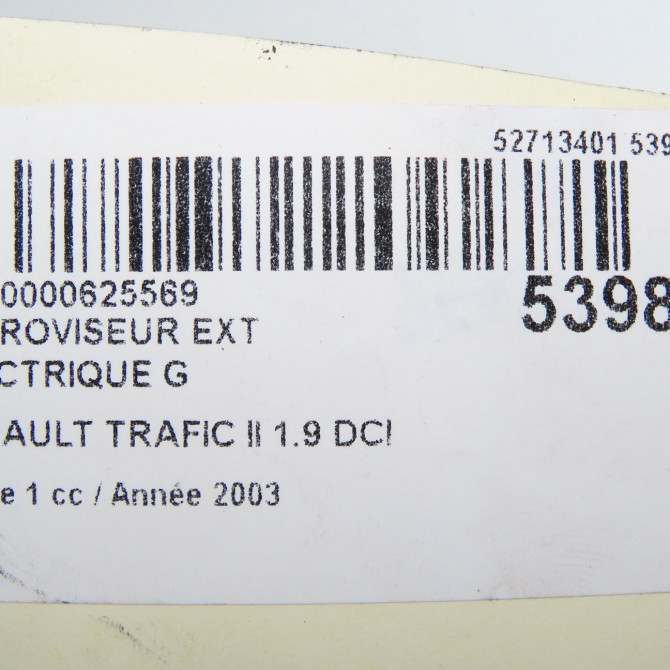 52713401 539
0000625569
5398
ROVISEUR EXT
CTRIQUE G
AULT TRAFIC II 1.9 DCI
e 1 cc / Année 2003